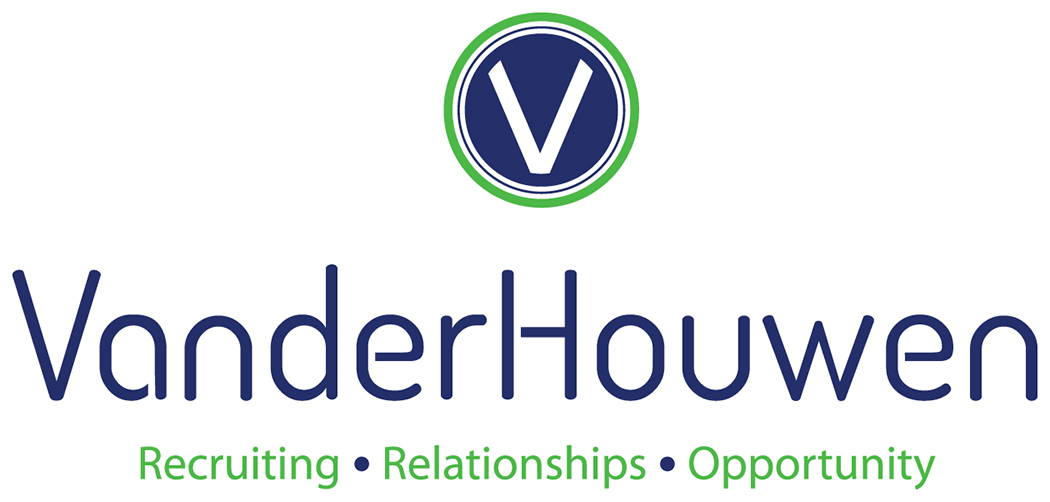 V
VanderHouwen
Recruiting • Relationships • Opportunity